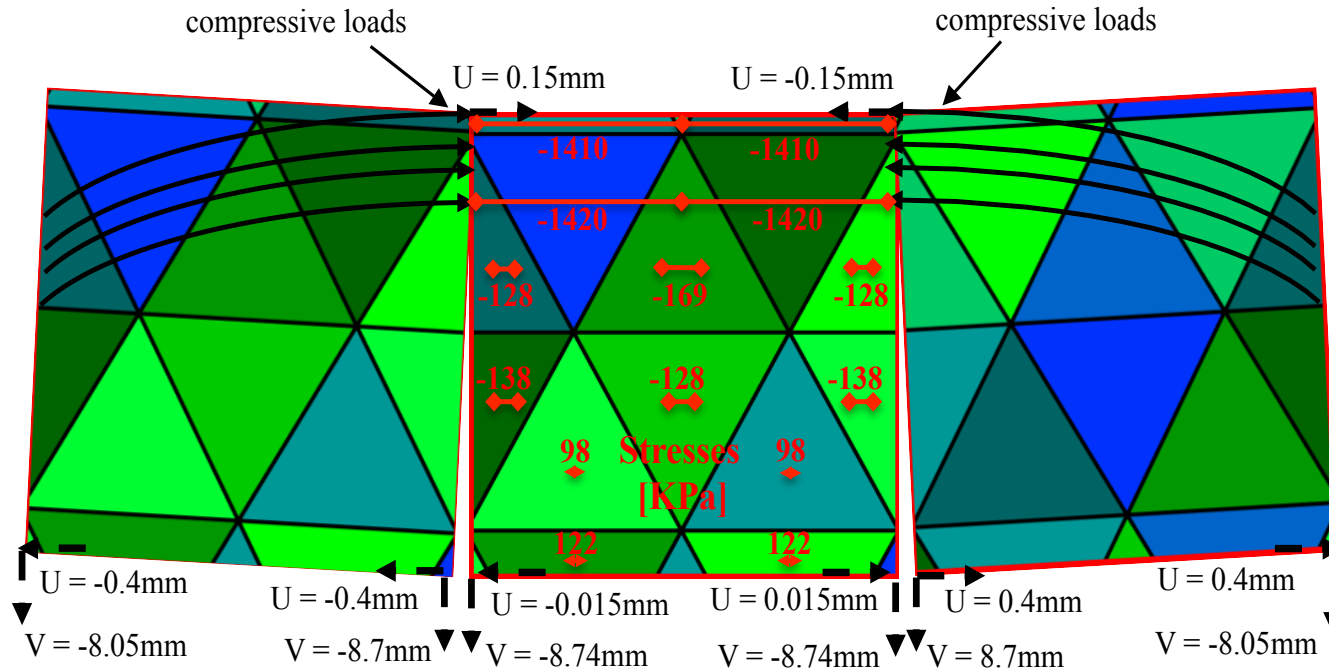 compressive loads
compressive loads
U = 0.15mm
U = -0.15mm
-1410
-1410
-1420
-1420
-128
-169
-128
-138
-128
-138
98
Stresses
98
[KPa]
122
122
U = -0.4mm
U = -0.4mm
U = -0.015mm
U = 0.015mm
U = 0.4mm
U = 0.4mm
V = -8.05mm
V = -8.7mm
V = -8.74mm
V = -8.74mm
V = 8.7mm
V = -8.05mm